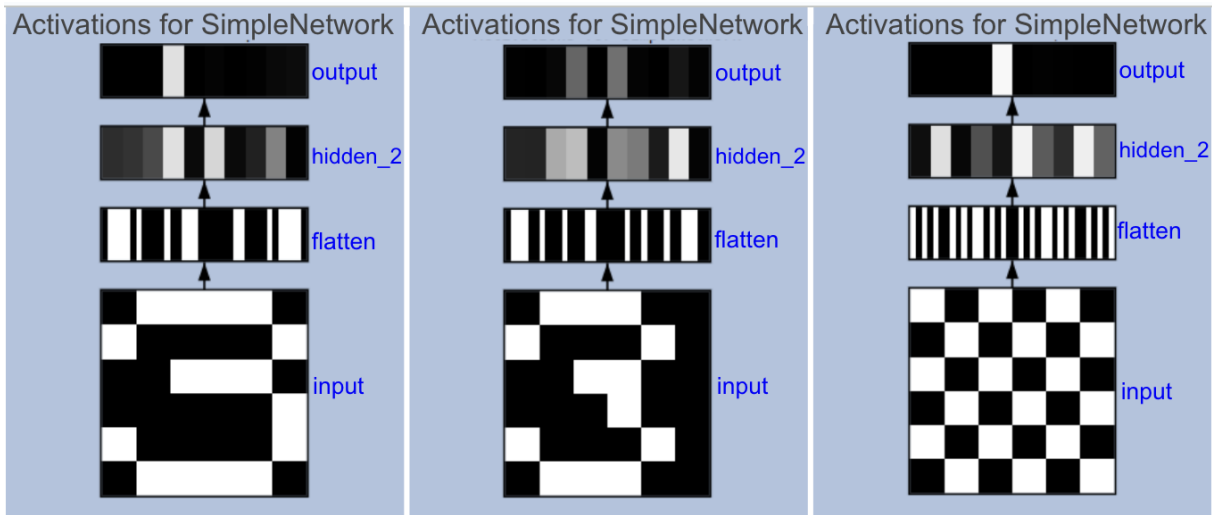 Activations for SimpleNetwork
output
hidden_2
flatten
input
Activations for SimpleNetwork
output
hidden_2
flatten
input
Activations for SimpleNetwork
output
hidden_2
flatten
input